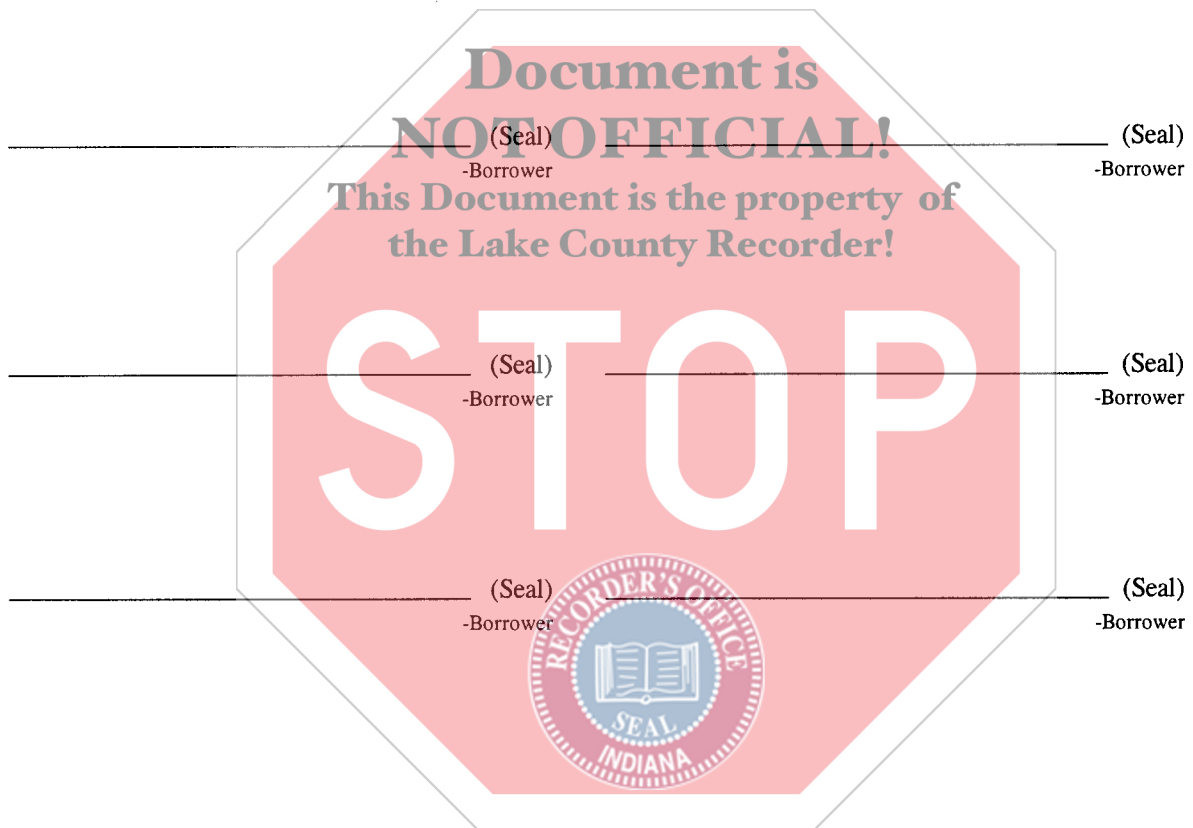 Document is
NOT OFFICIAL!
(Seal) (Seal)
-Borrower -Borrower
This Document is the property of
the Lake County Recorder!
STOP
(Seal) (Seal)
-Borrower -Borrower
(Seal) (Seal)
-Borrower -Borrower
RECORDER'S OFFICE
SEAL
INDIANA